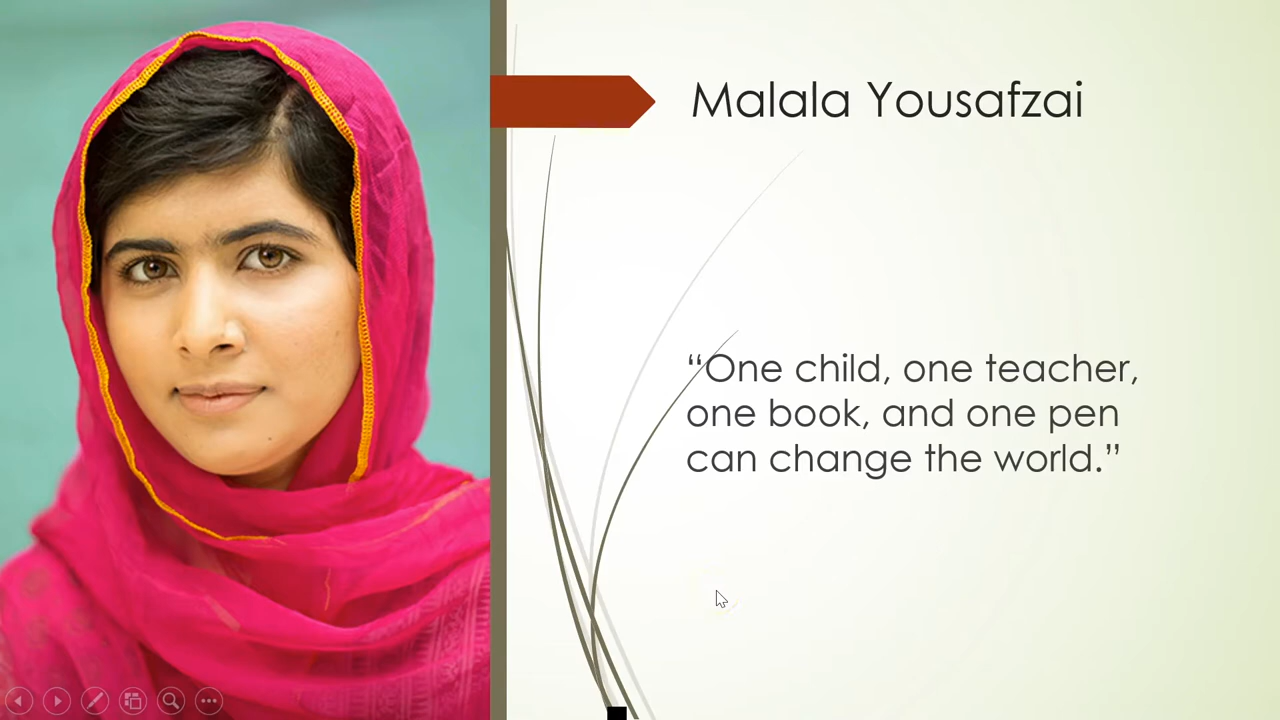 Malala Yousafzai
“One child, one teacher,
one book, and one pen
can change the world.”